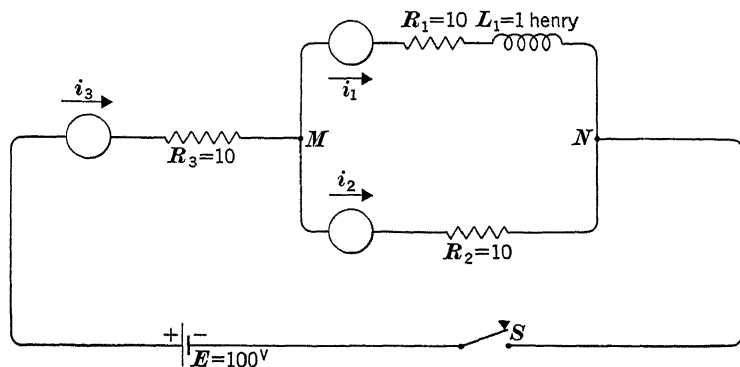 R₁=10 L₁=1 henry
i₃
i₁
M
N
R₃=10
i₂
R₂=10
+ −
S
E=100ⱽ